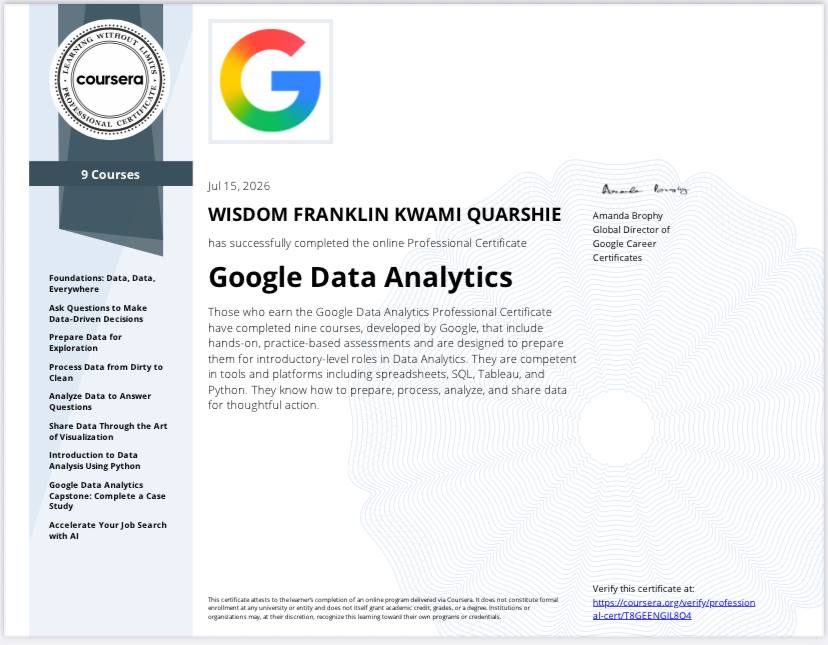 LEARNING WITHOUT LIMITS
coursera
PROFESSIONAL CERTIFICATE
9 Courses
Foundations: Data, Data,
Everywhere
Ask Questions to Make
Data-Driven Decisions
Prepare Data for
Exploration
Process Data from Dirty to
Clean
Analyze Data to Answer
Questions
Share Data Through the Art
of Visualization
Introduction to Data
Analysis Using Python
Google Data Analytics
Capstone: Complete a Case
Study
Accelerate Your Job Search
with AI
G
Jul 15, 2026
WISDOM FRANKLIN KWAMI QUARSHIE
has successfully completed the online Professional Certificate
Google Data Analytics
Those who earn the Google Data Analytics Professional Certificate
have completed nine courses, developed by Google, that include
hands-on, practice-based assessments and are designed to prepare
them for introductory-level roles in Data Analytics. They are competent
in tools and platforms including spreadsheets, SQL, Tableau, and
Python. They know how to prepare, process, analyze, and share data
for thoughtful action.
Amanda Brophy
Amanda Brophy
Global Director of
Google Career
Certificates
This certificate attests to the learner's completion of an online program delivered via Coursera. It does not constitute formal
enrollment at any university or entity and does not itself grant academic credit, grades, or a degree. Institutions or
organizations may, at their discretion, recognize this learning toward their own programs or credentials.
Verify this certificate at:
https://coursera.org/verify/profession
al-cert/T8GEENGIL8O4